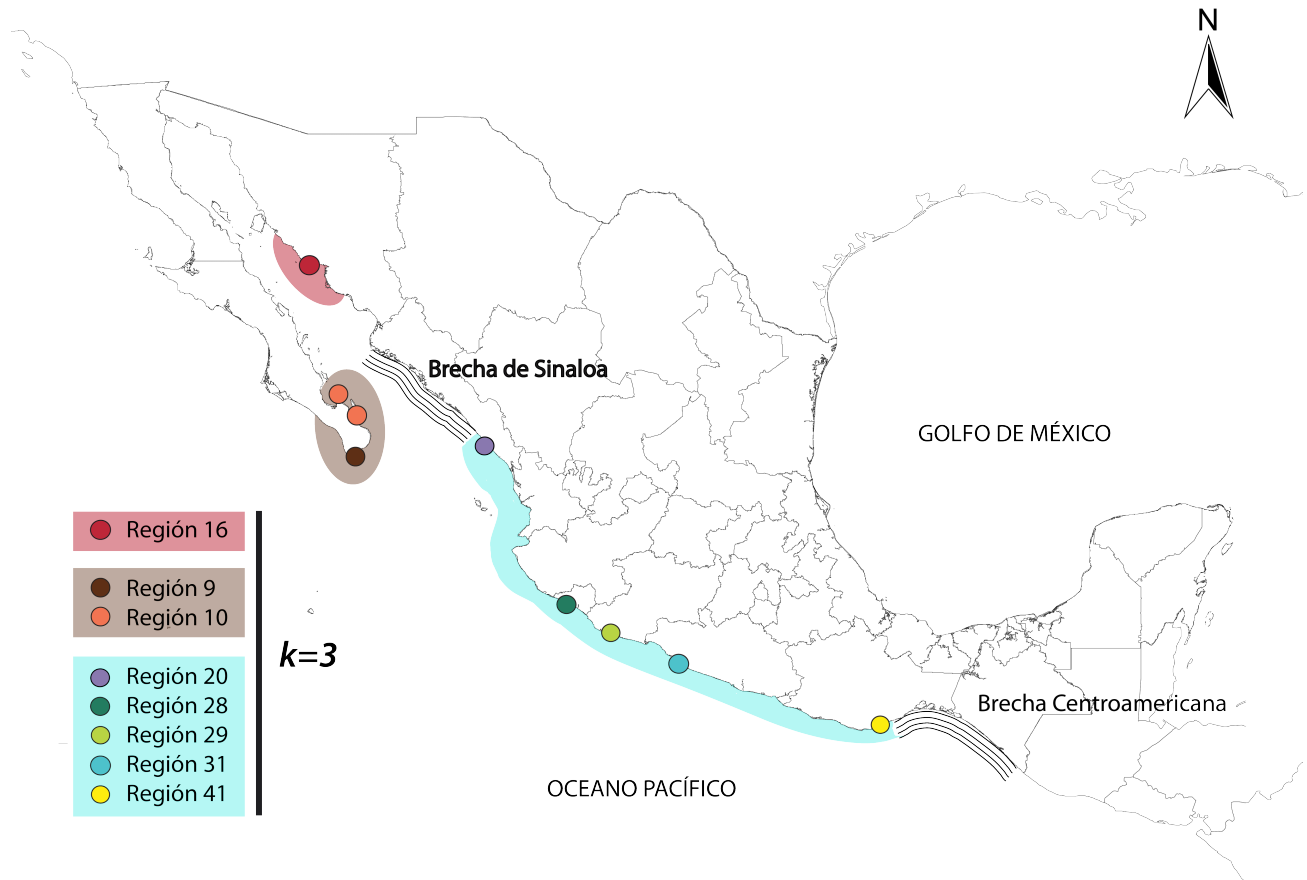 N
Brecha de Sinaloa
GOLFO DE MÉXICO
Región 16
Región 9
Región 10
k=3
Región 20
Región 28
Región 29
Región 31
Región 41
Brecha Centroamericana
OCEANO PACÍFICO